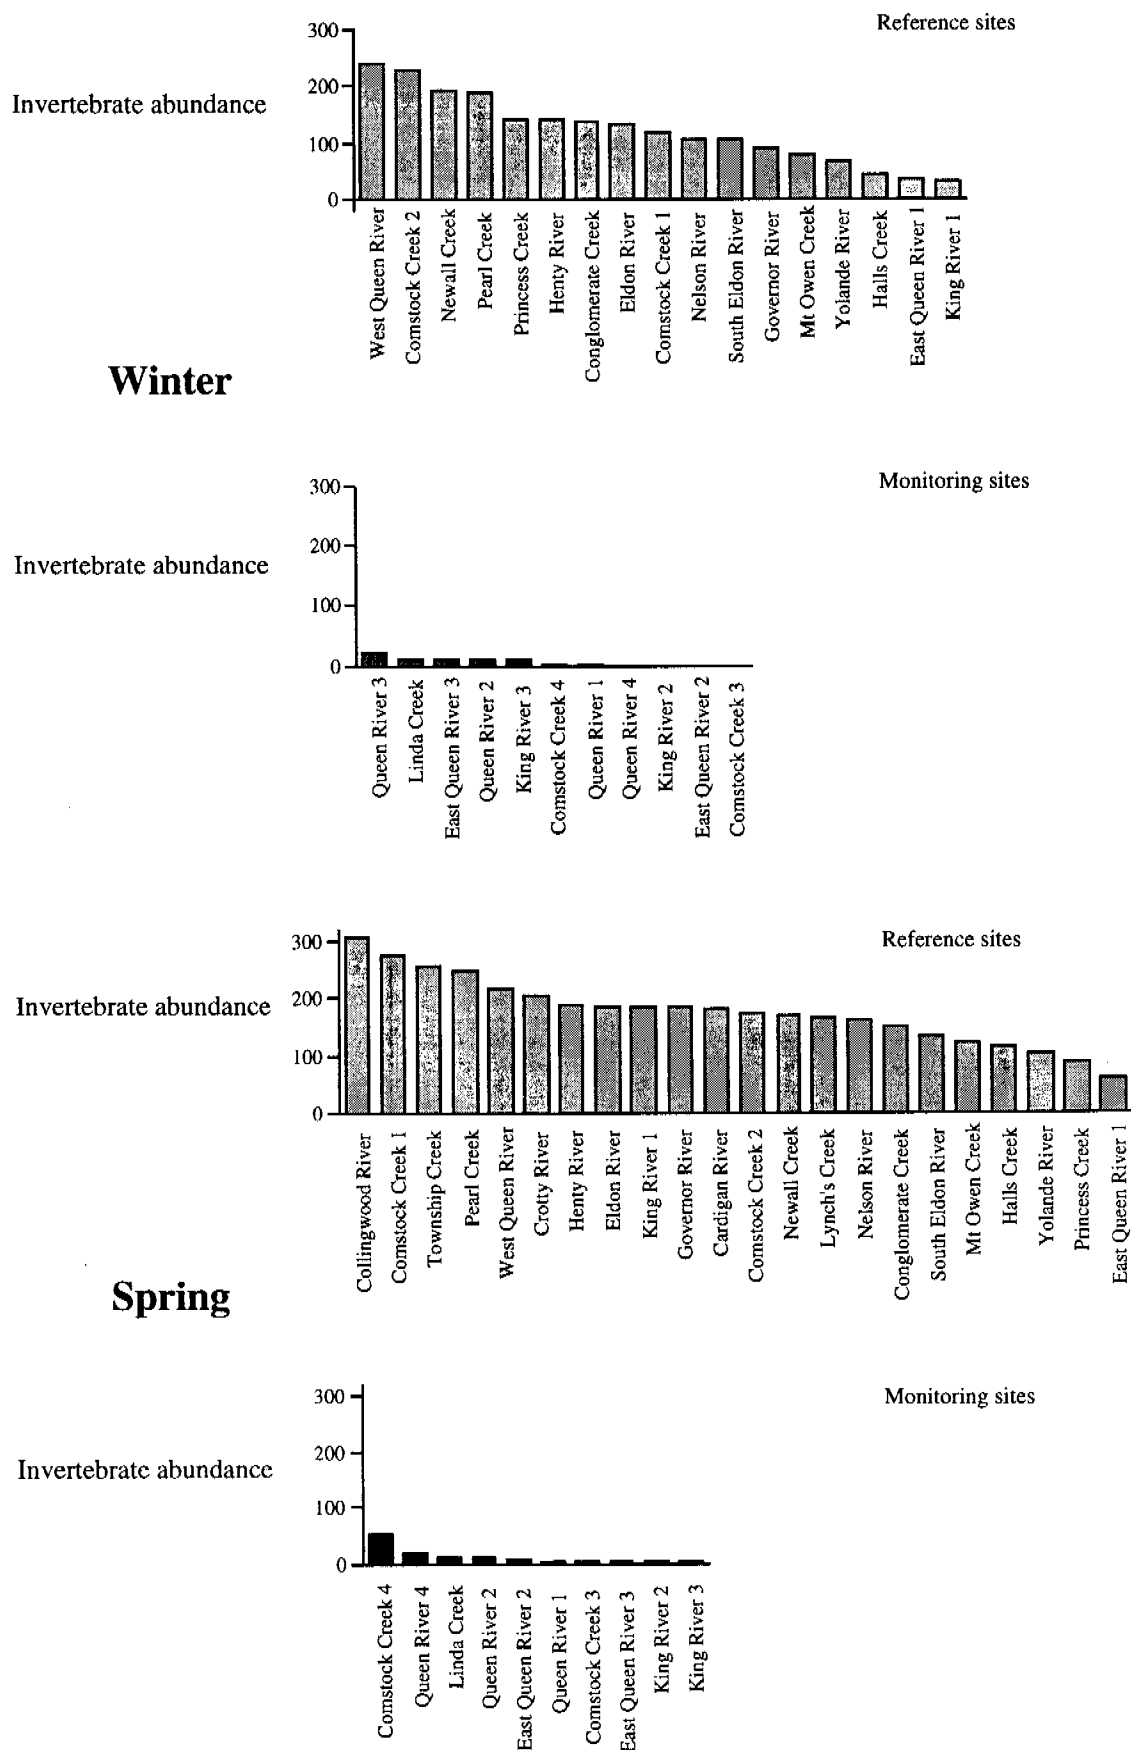 Reference sites
300
200
100
0
Invertebrate abundance
West Queen River
Comstock Creek 2
Newall Creek
Pearl Creek
Princess Creek
Henty River
Conglomerate Creek
Eldon River
Comstock Creek 1
Nelson River
South Eldon River
Governor River
Mt Owen Creek
Yolande River
Halls Creek
East Queen River 1
King River 1
Winter
Monitoring sites
300
200
100
0
Invertebrate abundance
Queen River 3
Linda Creek
East Queen River 3
Queen River 2
King River 3
Comstock Creek 4
Queen River 1
Queen River 4
King River 2
East Queen River 2
Comstock Creek 3
Reference sites
300
200
100
0
Invertebrate abundance
Collingwood River
Comstock Creek 1
Township Creek
Pearl Creek
West Queen River
Crotty River
Henty River
Eldon River
King River 1
Governor River
Cardigan River
Comstock Creek 2
Newall Creek
Lynch's Creek
Nelson River
Conglomerate Creek
South Eldon River
Mt Owen Creek
Halls Creek
Yolande River
Princess Creek
East Queen River 1
Spring
Monitoring sites
300
200
100
0
Invertebrate abundance
Comstock Creek 4
Queen River 4
Linda Creek
Queen River 2
East Queen River 2
Queen River 1
Comstock Creek 3
East Queen River 3
King River 2
King River 3